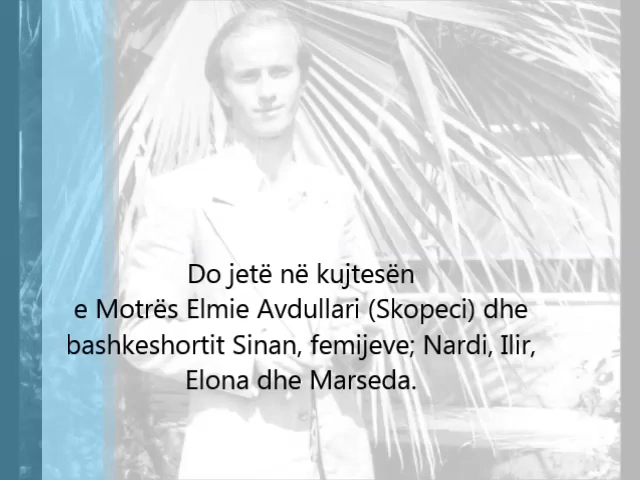 Do jetë në kujtesën
e Motrës Elmie Avdullari (Skopeci) dhe
bashkeshortit Sinan, femijeve; Nardi, Ilir,
Elona dhe Marseda.